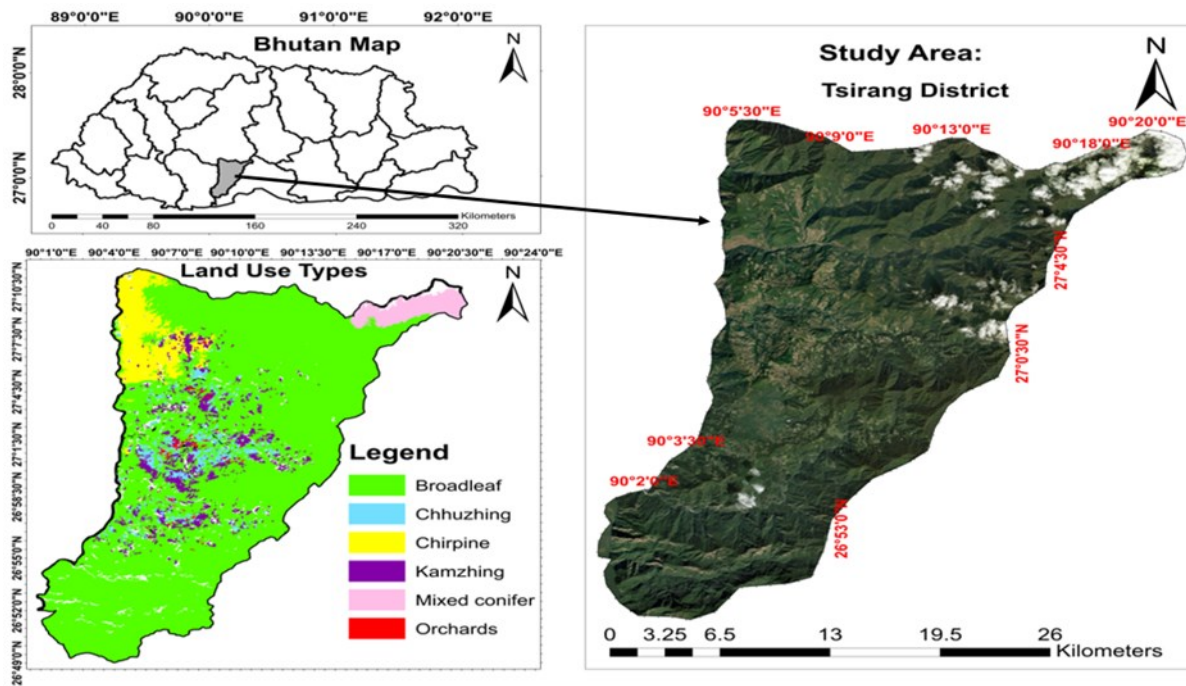 89°0'0"E 90°0'0"E 91°0'0"E 92°0'0"E
Bhutan Map
N
28°0'0"N
27°0'0"N
0 20 40 80 120 160 240 320
Kilometers
90°1'0"E 90°4'0"E 90°7'0"E 90°10'0"E 90°13'30"E 90°17'0"E 90°20'30"E 90°24'0"E
Land Use Types
N
27°10'30"N
27°7'30"N
27°4'30"N
27°1'30"N
26°58'30"N
26°55'0"N
26°52'0"N
26°49'0"N
Legend
Broadleaf
Chhuzhing
Chirpine
Kamzhing
Mixed conifer
Orchards
Study Area:
Tsirang District
N
90°5'30"E
90°9'0"E
90°13'0"E
90°18'0"E
90°20'0"E
27°4'30"N
27°0'30"N
90°3'30"E
90°2'0"E
26°53'0"N
0 3.25 6.5 13 19.5 26
Kilometers